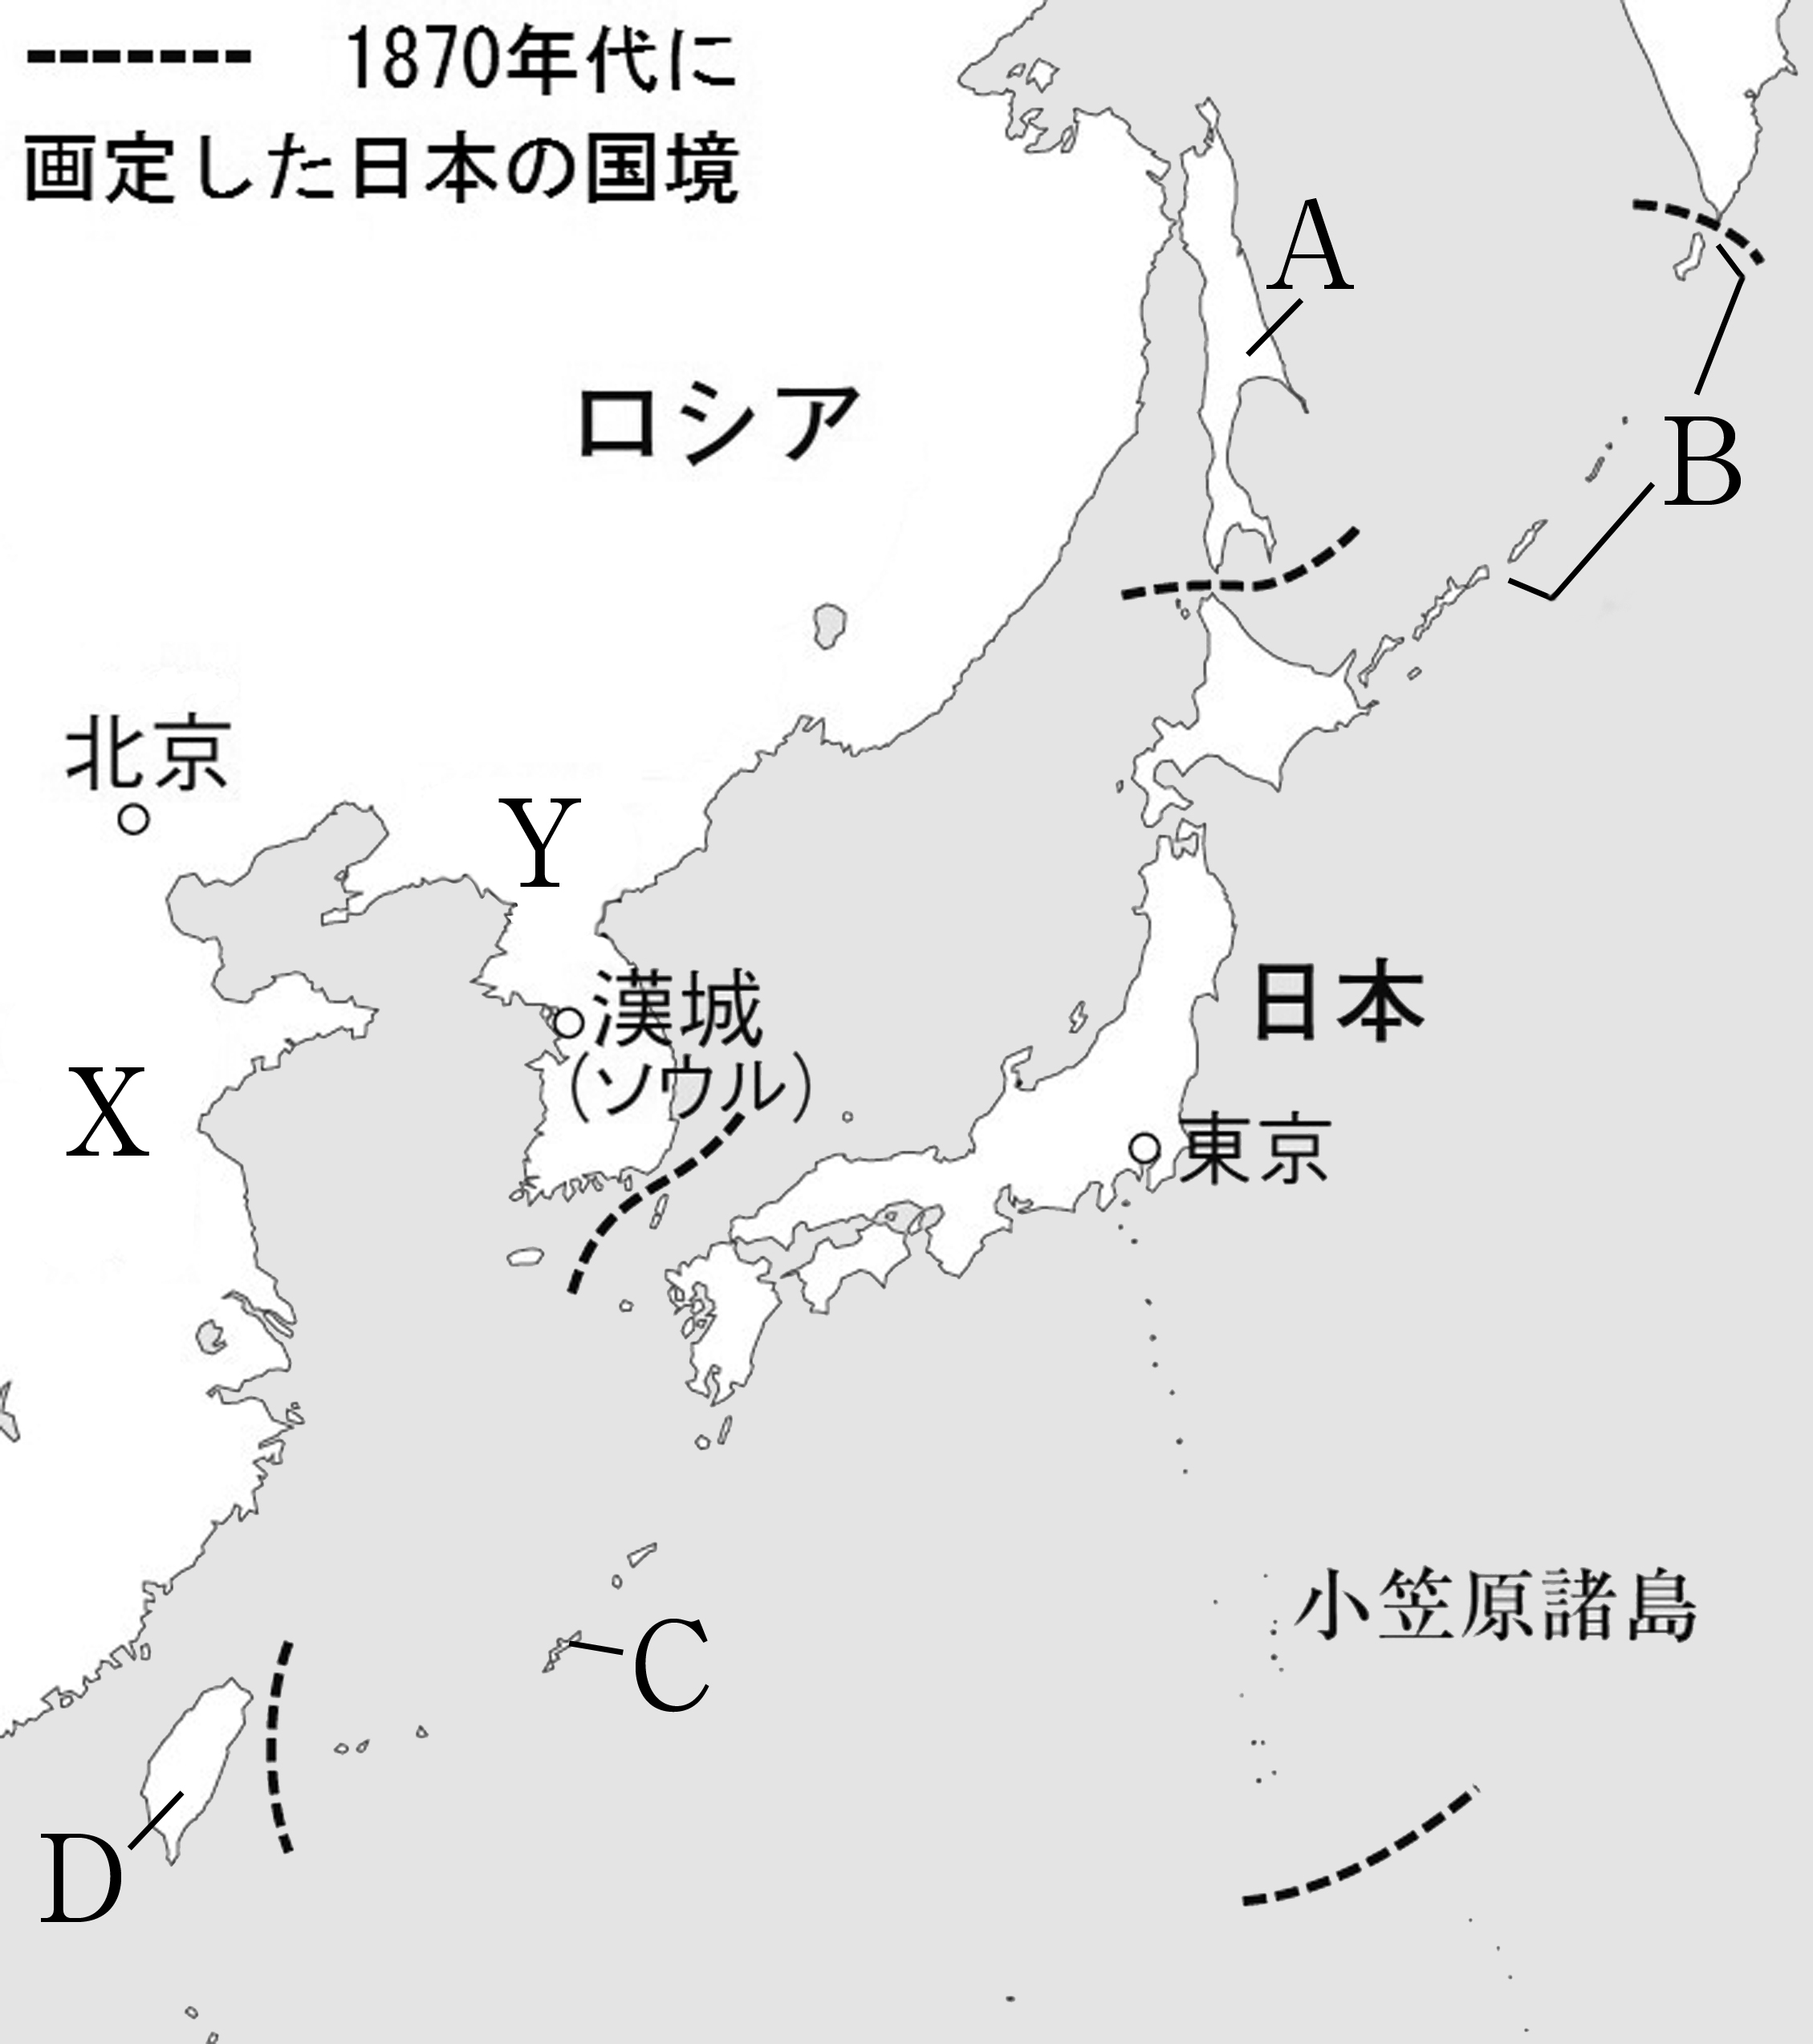 1870年代に
画定した日本の国境
A
ロシア
B
北京
Y
漢城
(ソウル)
日本
X
東京
小笠原諸島
C
D